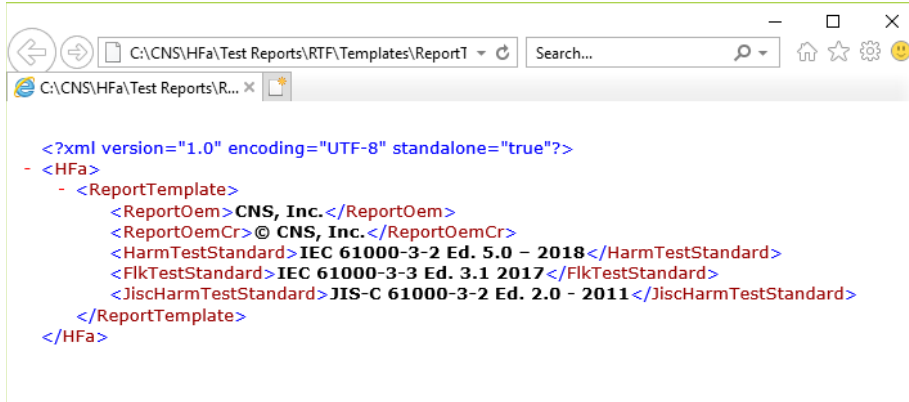 C:\CNS\HFa\Test Reports\RTF\Templates\ReportT
Search...
C:\CNS\HFa\Test Reports\R...
<?xml version="1.0" encoding="UTF-8" standalone="true"?>
- <HFa>
- <ReportTemplate>
<ReportOem>CNS, Inc.</ReportOem>
<ReportOemCr>© CNS, Inc.</ReportOemCr>
<HarmTestStandard>IEC 61000-3-2 Ed. 5.0 – 2018</HarmTestStandard>
<FlkTestStandard>IEC 61000-3-3 Ed. 3.1 2017</FlkTestStandard>
<JiscHarmTestStandard>JIS-C 61000-3-2 Ed. 2.0 - 2011</JiscHarmTestStandard>
</ReportTemplate>
</HFa>